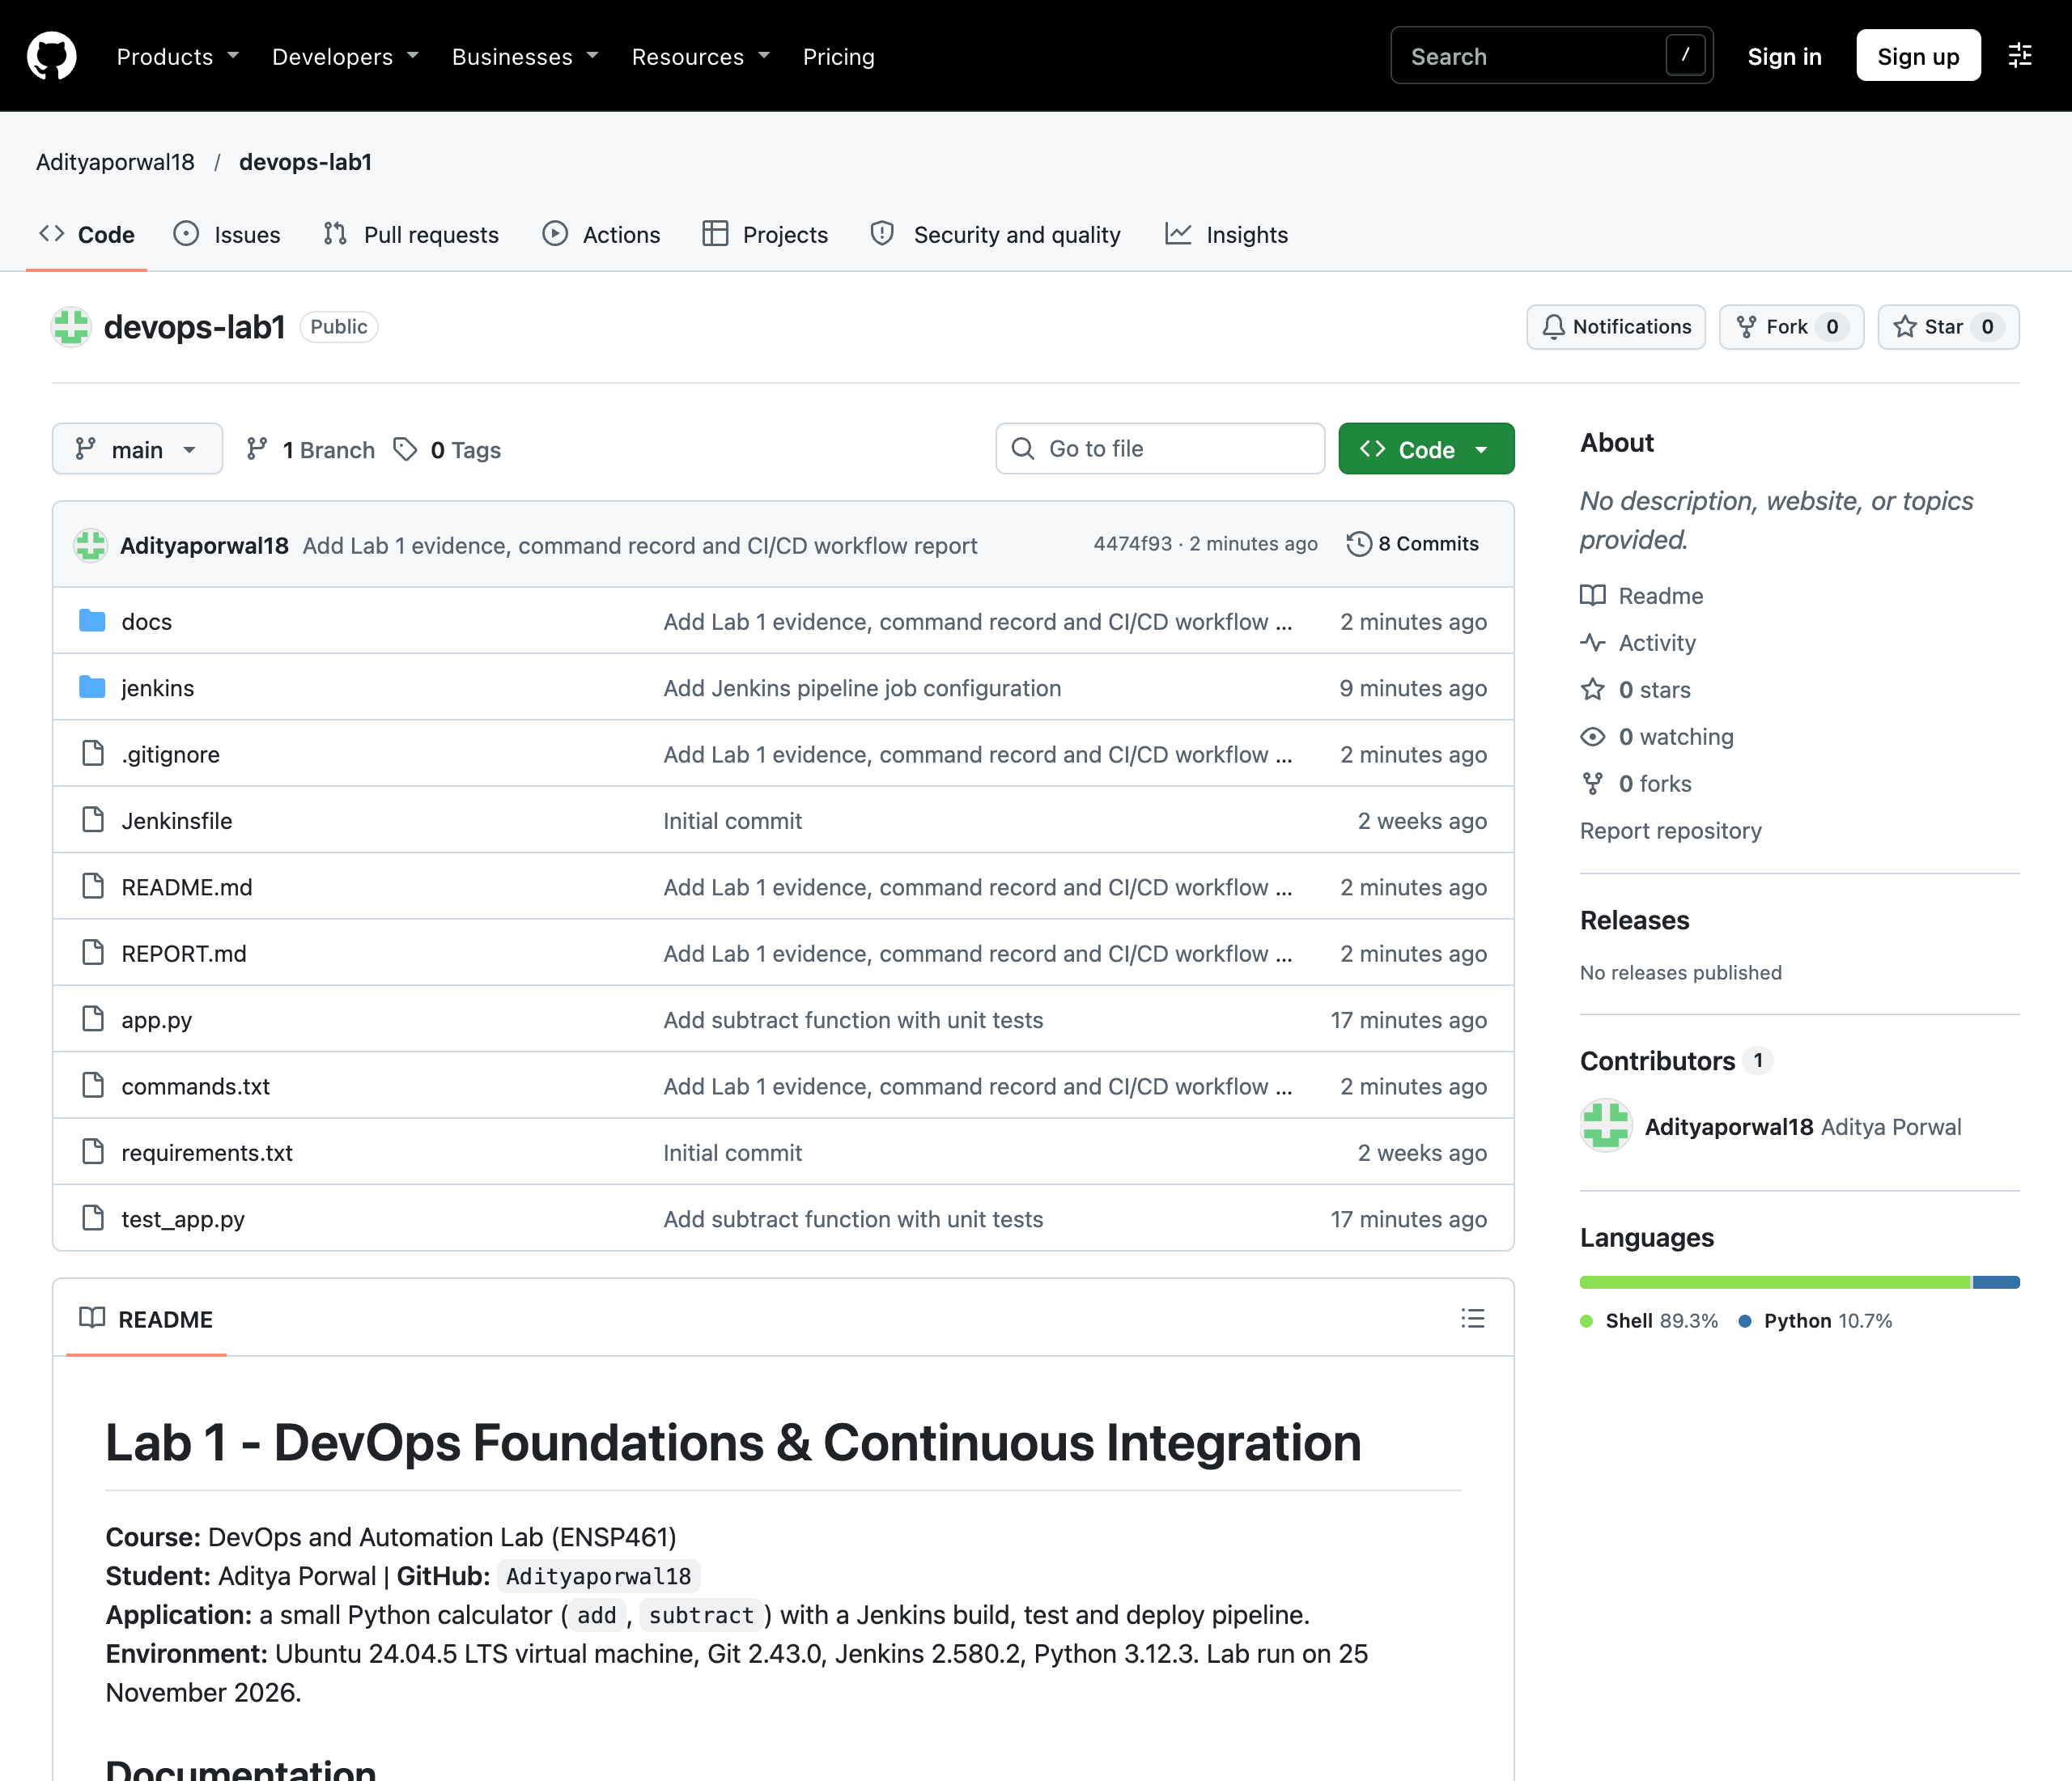 Products Developers Businesses Resources Pricing Search / Sign in Sign up
Adityaporwal18 / devops-lab1
Code Issues Pull requests Actions Projects Security and quality Insights
devops-lab1 Public Notifications Fork 0 Star 0
main 1 Branch 0 Tags Go to file Code
Adityaporwal18 Add Lab 1 evidence, command record and CI/CD workflow report 4474f93 · 2 minutes ago 8 Commits
docs Add Lab 1 evidence, command record and CI/CD workflow ... 2 minutes ago
jenkins Add Jenkins pipeline job configuration 9 minutes ago
.gitignore Add Lab 1 evidence, command record and CI/CD workflow ... 2 minutes ago
Jenkinsfile Initial commit 2 weeks ago
README.md Add Lab 1 evidence, command record and CI/CD workflow ... 2 minutes ago
REPORT.md Add Lab 1 evidence, command record and CI/CD workflow ... 2 minutes ago
app.py Add subtract function with unit tests 17 minutes ago
commands.txt Add Lab 1 evidence, command record and CI/CD workflow ... 2 minutes ago
requirements.txt Initial commit 2 weeks ago
test_app.py Add subtract function with unit tests 17 minutes ago
README
Lab 1 - DevOps Foundations & Continuous Integration
Course: DevOps and Automation Lab (ENSP461)
Student: Aditya Porwal | GitHub: Adityaporwal18
Application: a small Python calculator ( add , subtract ) with a Jenkins build, test and deploy pipeline.
Environment: Ubuntu 24.04.5 LTS virtual machine, Git 2.43.0, Jenkins 2.580.2, Python 3.12.3. Lab run on 25
November 2026.
Documentation
About
No description, website, or topics
provided.
Readme
Activity
0 stars
0 watching
0 forks
Report repository
Releases
No releases published
Contributors 1
Adityaporwal18 Aditya Porwal
Languages
Shell 89.3% Python 10.7%